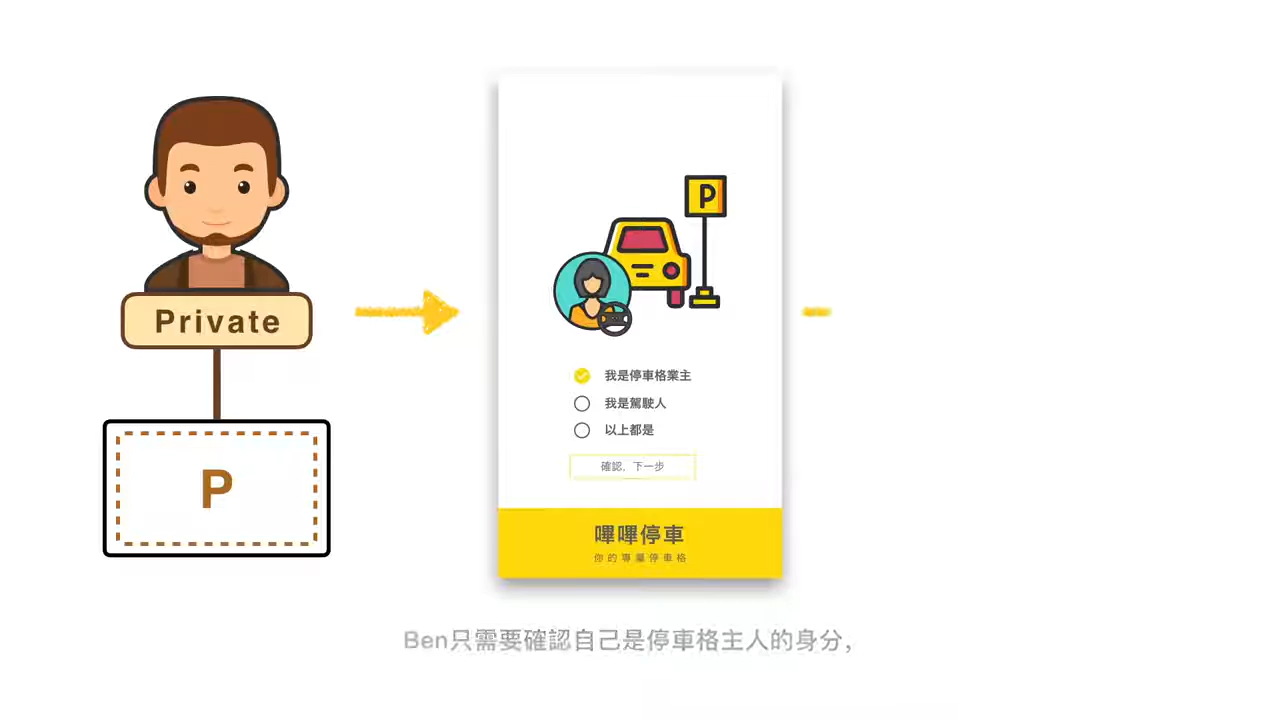 Private
P
P
我是停車格業主
我是駕駛人
以上都是
確認，下一步
嗶嗶停車
你的專屬停車格
Ben只需要確認自己是停車格主人的身分，